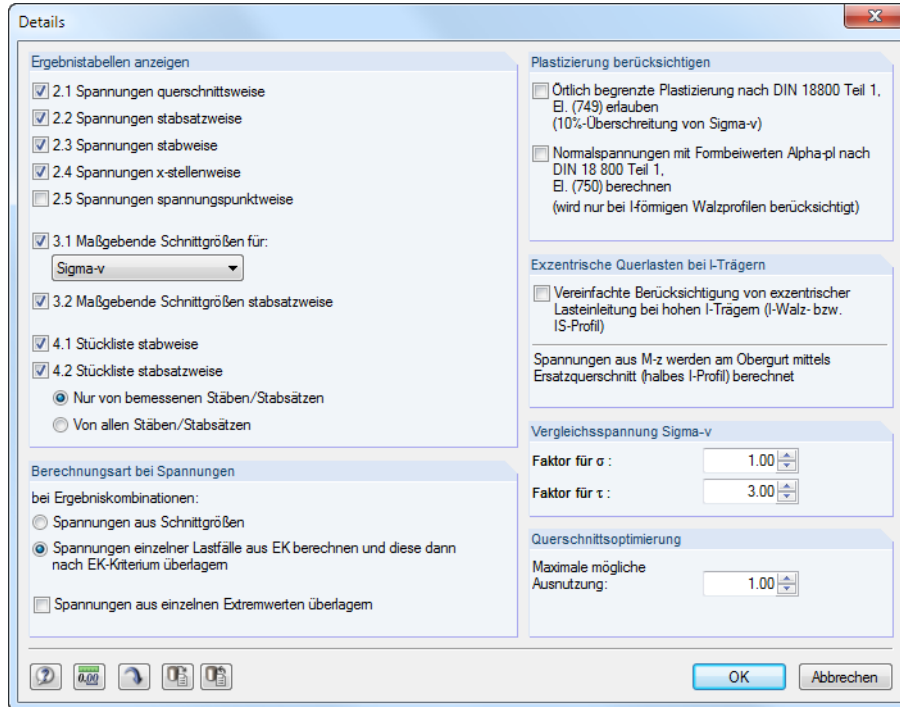 Details
Ergebnistabellen anzeigen
2.1 Spannungen querschnittsweise
2.2 Spannungen stabsatzweise
2.3 Spannungen stabweise
2.4 Spannungen x-stellenweise
2.5 Spannungen spannungspunktweise
3.1 Maßgebende Schnittgrößen für:
Sigma-v
3.2 Maßgebende Schnittgrößen stabsatzweise
4.1 Stückliste stabweise
4.2 Stückliste stabsatzweise
Nur von bemessenen Stäben/Stabsätzen
Von allen Stäben/Stabsätzen
Berechnungsart bei Spannungen
bei Ergebniskombinationen:
Spannungen aus Schnittgrößen
Spannungen einzelner Lastfälle aus EK berechnen und diese dann
nach EK-Kriterium überlagern
Spannungen aus einzelnen Extremwerten überlagern
Plastizierung berücksichtigen
Örtlich begrenzte Plastizierung nach DIN 18800 Teil 1,
El. (749) erlauben
(10%-Überschreitung von Sigma-v)
Normalspannungen mit Formbeiwerten Alpha-pl nach
DIN 18 800 Teil 1,
El. (750) berechnen
(wird nur bei I-förmigen Walzprofilen berücksichtigt)
Exzentrische Querlasten bei I-Trägern
Vereinfachte Berücksichtigung von exzentrischer
Lasteinleitung bei hohen I-Trägern (I-Walz- bzw.
IS-Profil)
Spannungen aus M-z werden am Obergurt mittels
Ersatzquerschnitt (halbes I-Profil) berechnet
Vergleichsspannung Sigma-v
Faktor für σ : 1.00
Faktor für τ : 3.00
Querschnittsoptimierung
Maximale mögliche
Ausnutzung: 1.00
0.00
OK Abbrechen